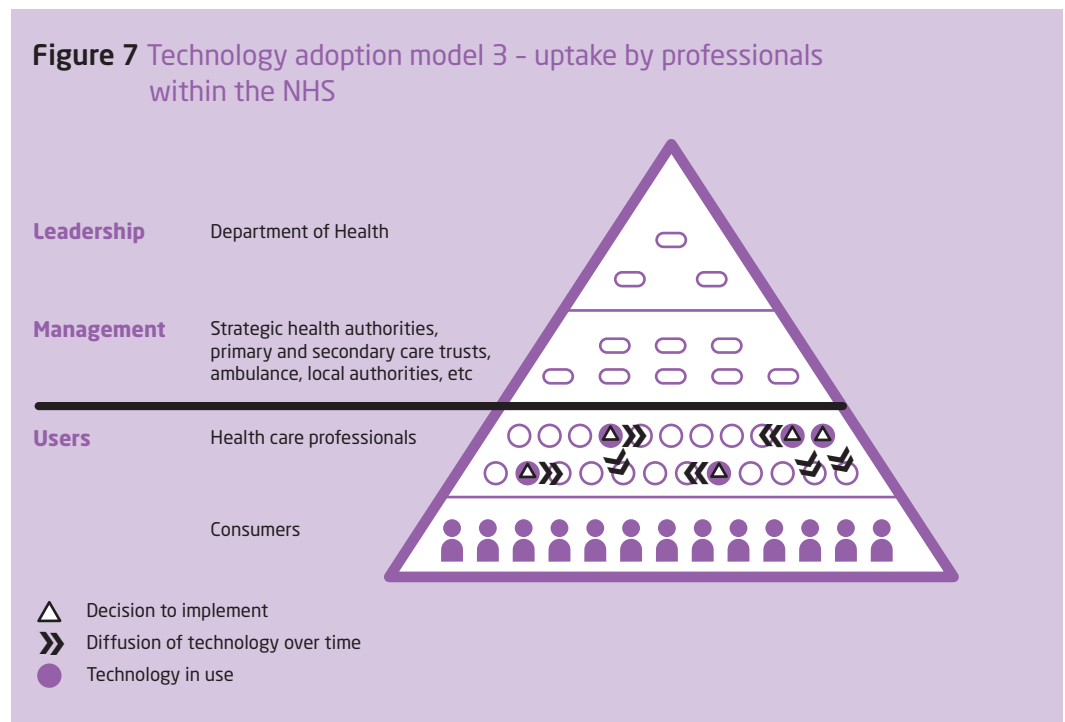 Figure 7 Technology adoption model 3 – uptake by professionals
within the NHS
Leadership
Department of Health
Management
Strategic health authorities,
primary and secondary care trusts,
ambulance, local authorities, etc
Users
Health care professionals
Consumers
Decision to implement
Diffusion of technology over time
Technology in use